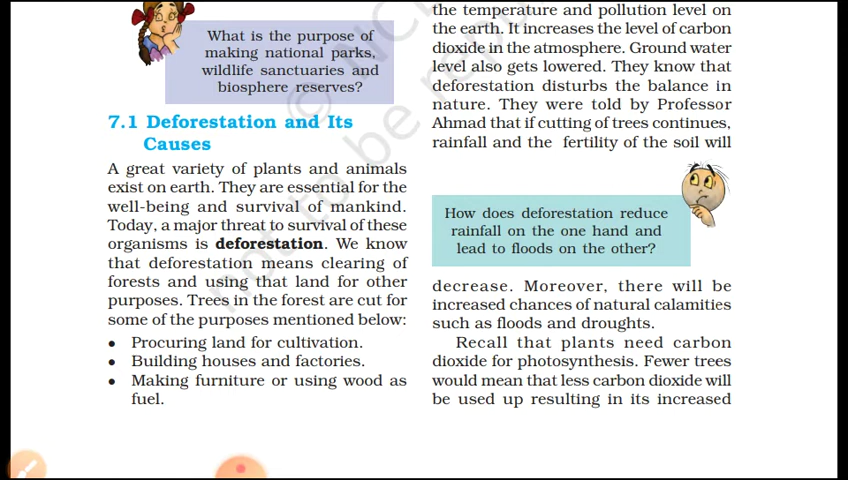 What is the purpose of
making national parks,
wildlife sanctuaries and
biosphere reserves?
7.1 Deforestation and Its
Causes
A great variety of plants and animals
exist on earth. They are essential for the
well-being and survival of mankind.
Today, a major threat to survival of these
organisms is deforestation. We know
that deforestation means clearing of
forests and using that land for other
purposes. Trees in the forest are cut for
some of the purposes mentioned below:
• Procuring land for cultivation.
• Building houses and factories.
• Making furniture or using wood as
fuel.
the temperature and pollution level on
the earth. It increases the level of carbon
dioxide in the atmosphere. Ground water
level also gets lowered. They know that
deforestation disturbs the balance in
nature. They were told by Professor
Ahmad that if cutting of trees continues,
rainfall and the fertility of the soil will
How does deforestation reduce
rainfall on the one hand and
lead to floods on the other?
decrease. Moreover, there will be
increased chances of natural calamities
such as floods and droughts.
Recall that plants need carbon
dioxide for photosynthesis. Fewer trees
would mean that less carbon dioxide will
be used up resulting in its increased